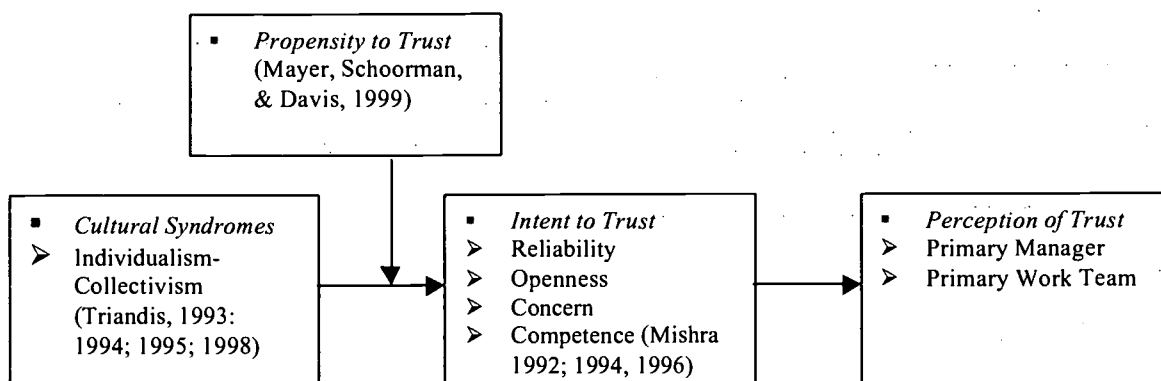 ▪ Propensity to Trust
(Mayer, Schoorman,
& Davis, 1999)
▪ Cultural Syndromes
➢ Individualism-
Collectivism
(Triandis, 1993:
1994; 1995; 1998)
▪ Intent to Trust
➢ Reliability
➢ Openness
➢ Concern
➢ Competence (Mishra
1992; 1994, 1996)
▪ Perception of Trust
➢ Primary Manager
➢ Primary Work Team